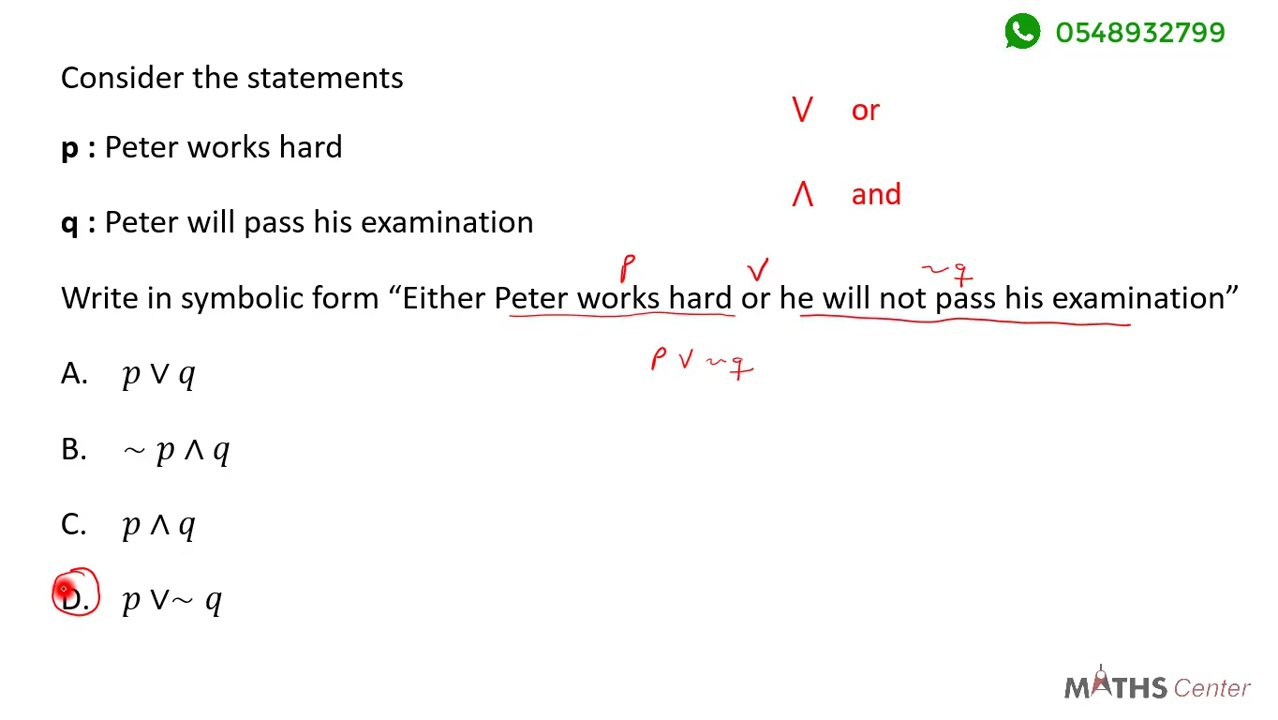 0548932799
Consider the statements
V or
p : Peter works hard
Λ and
q : Peter will pass his examination
p V ~q
Write in symbolic form “Either Peter works hard or he will not pass his examination”
p v ~q
A. p ∨ q
B. ~ p ∧ q
C. p ∧ q
D. p ∨~ q
MATHS Center